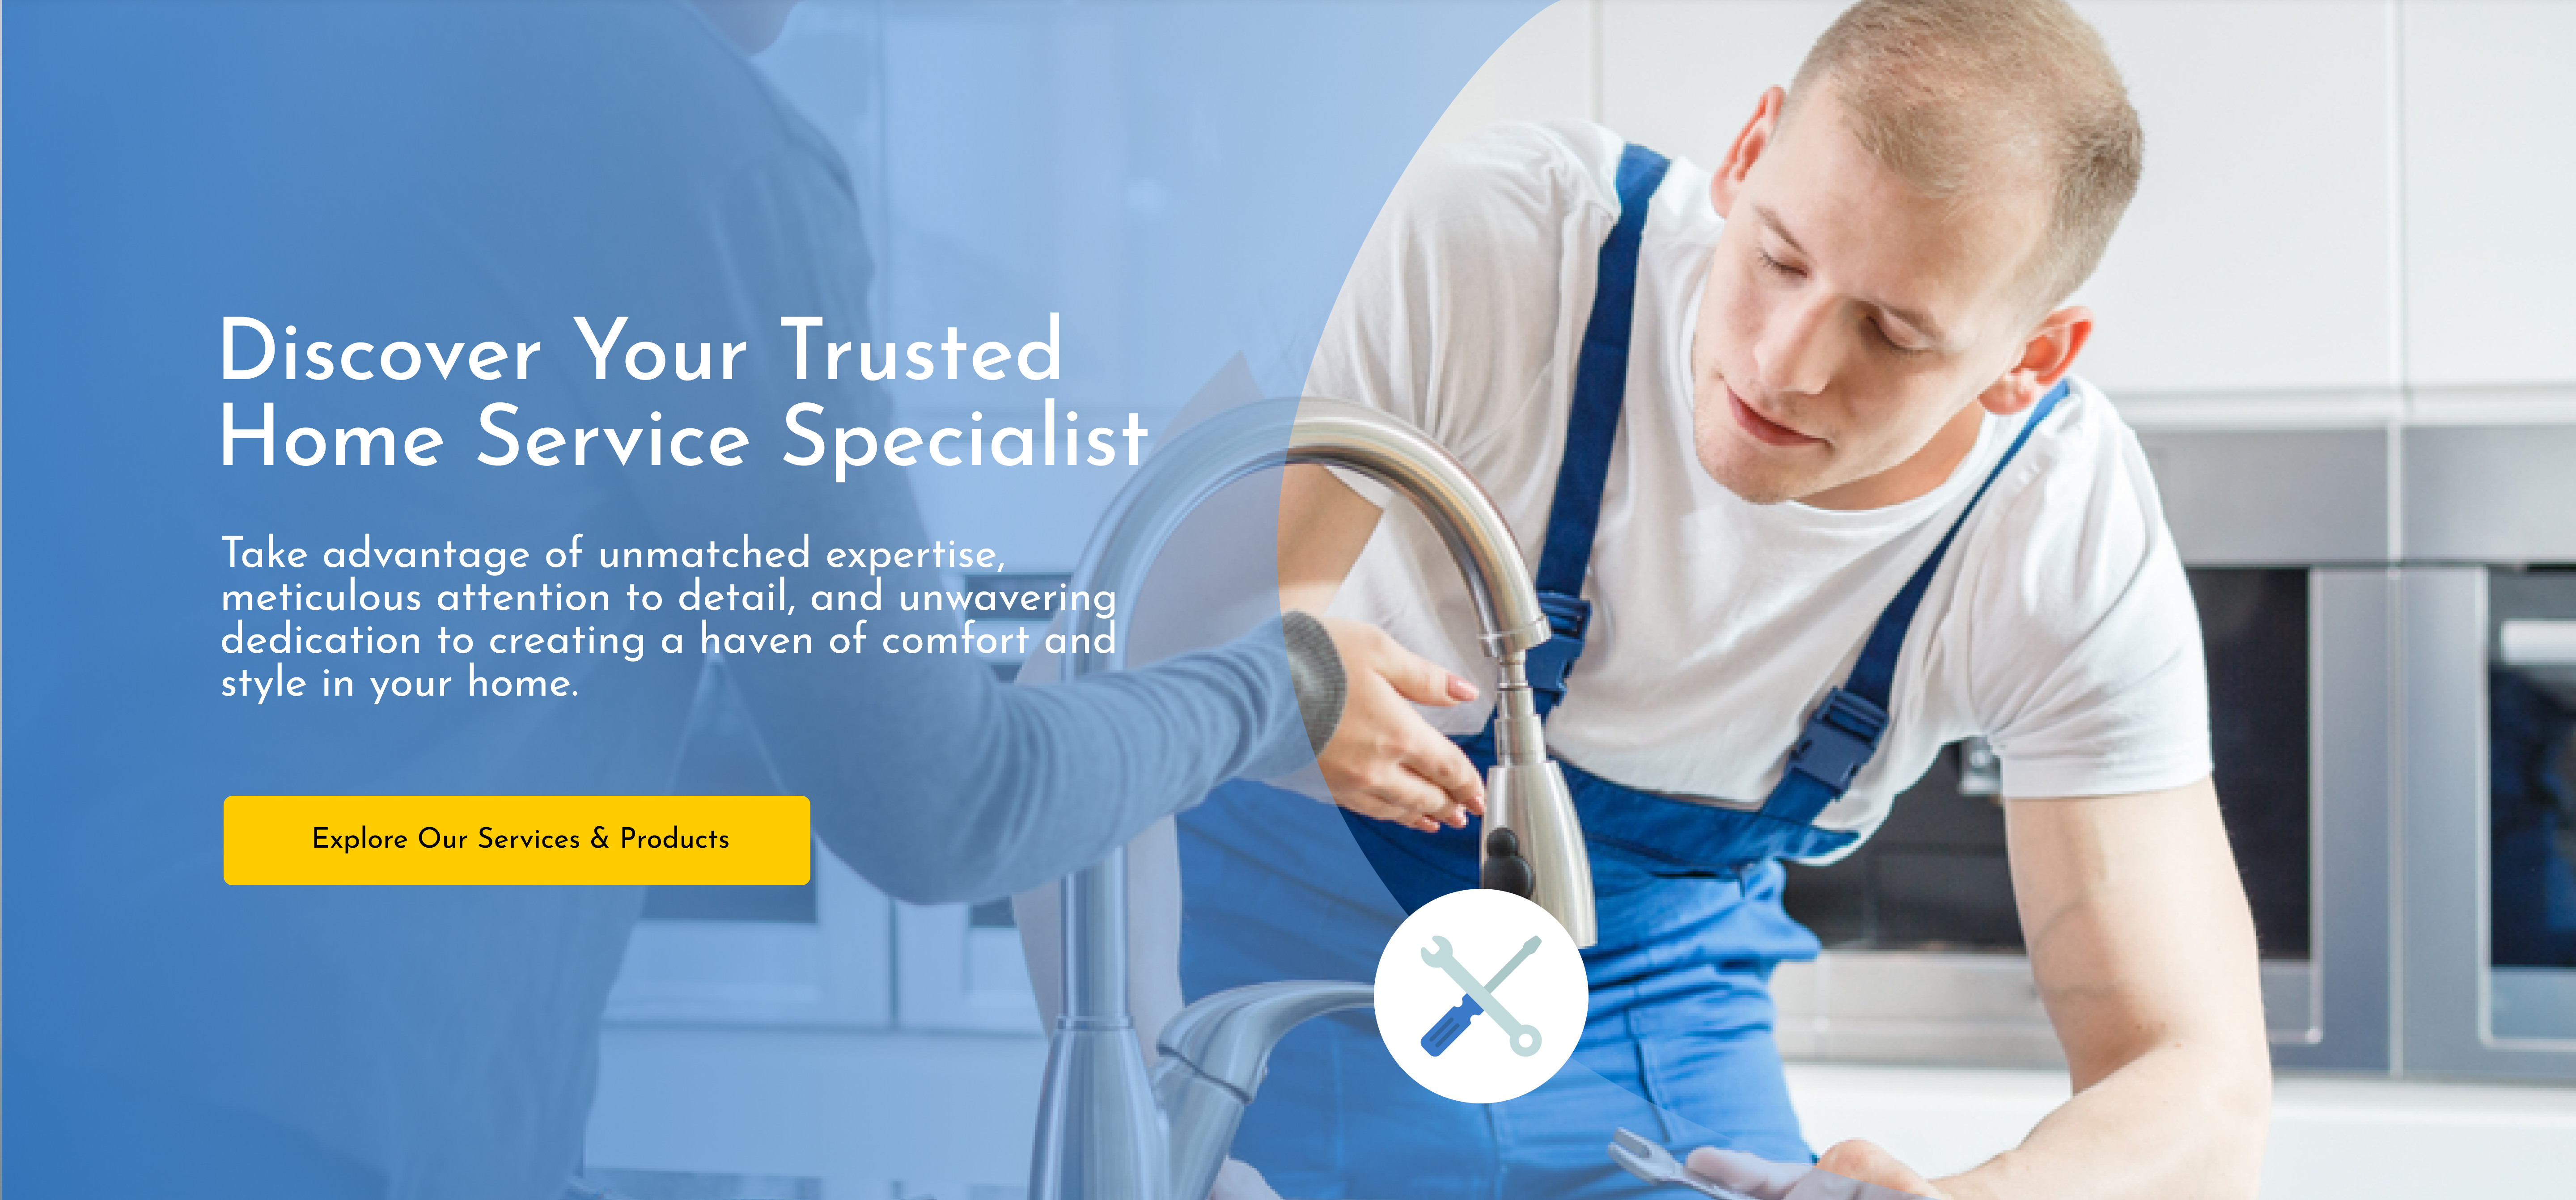 Discover Your Trusted
Home Service Specialist
Take advantage of unmatched expertise,
meticulous attention to detail, and unwavering
dedication to creating a haven of comfort and
style in your home.
Explore Our Services & Products